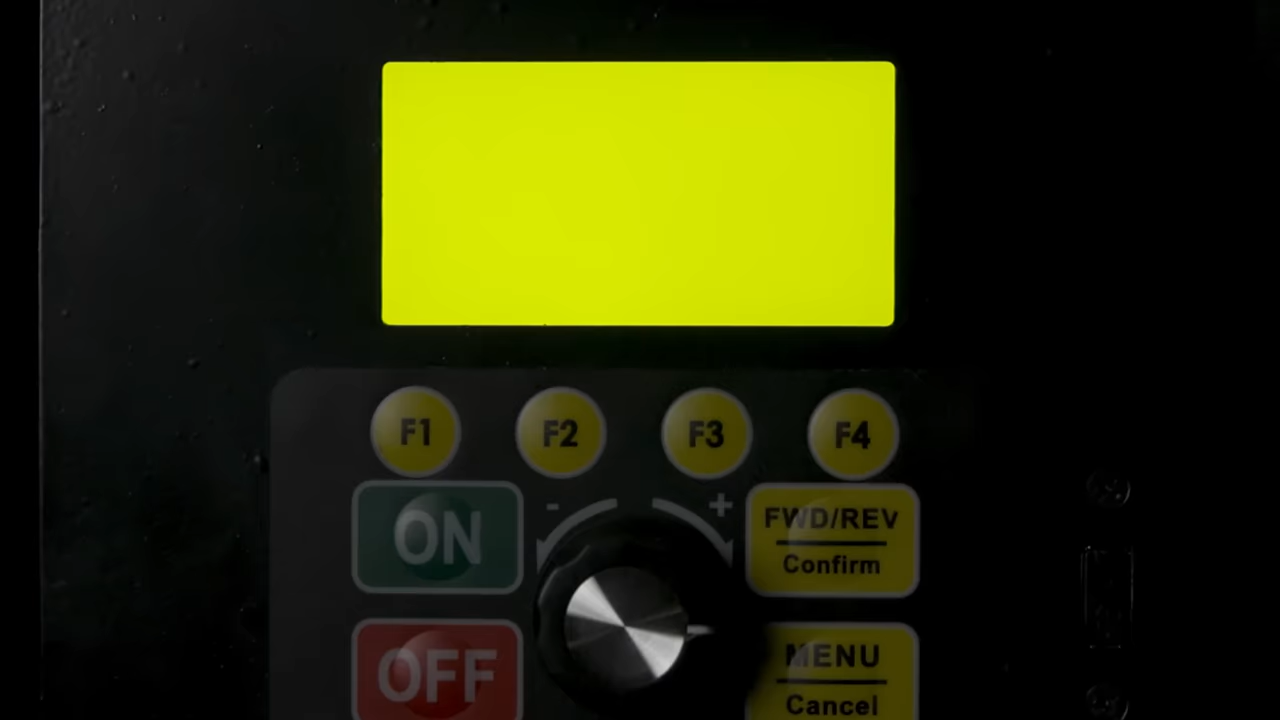 F1 F2 F3 F4
ON
- +
FWD/REV
Confirm
OFF
MENU
Cancel